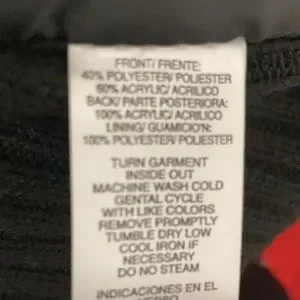 FRONT/ FRENTE:
40% POLYESTER/ POLIESTER
60% ACRYLIC/ ACRILICO
BACK/ PARTE POSTERIORA:
100% ACRYLIC/ ACRILICO
LINING/ GUARNICIO'N:
100% POLYESTER/ POLIESTER
TURN GARMENT
INSIDE OUT
MACHINE WASH COLD
GENTAL CYCLE
WITH LIKE COLORS
REMOVE PROMPTLY
TUMBLE DRY LOW
COOL IRON IF
NECESSARY
DO NO STEAM
INDICACIONES EN EL